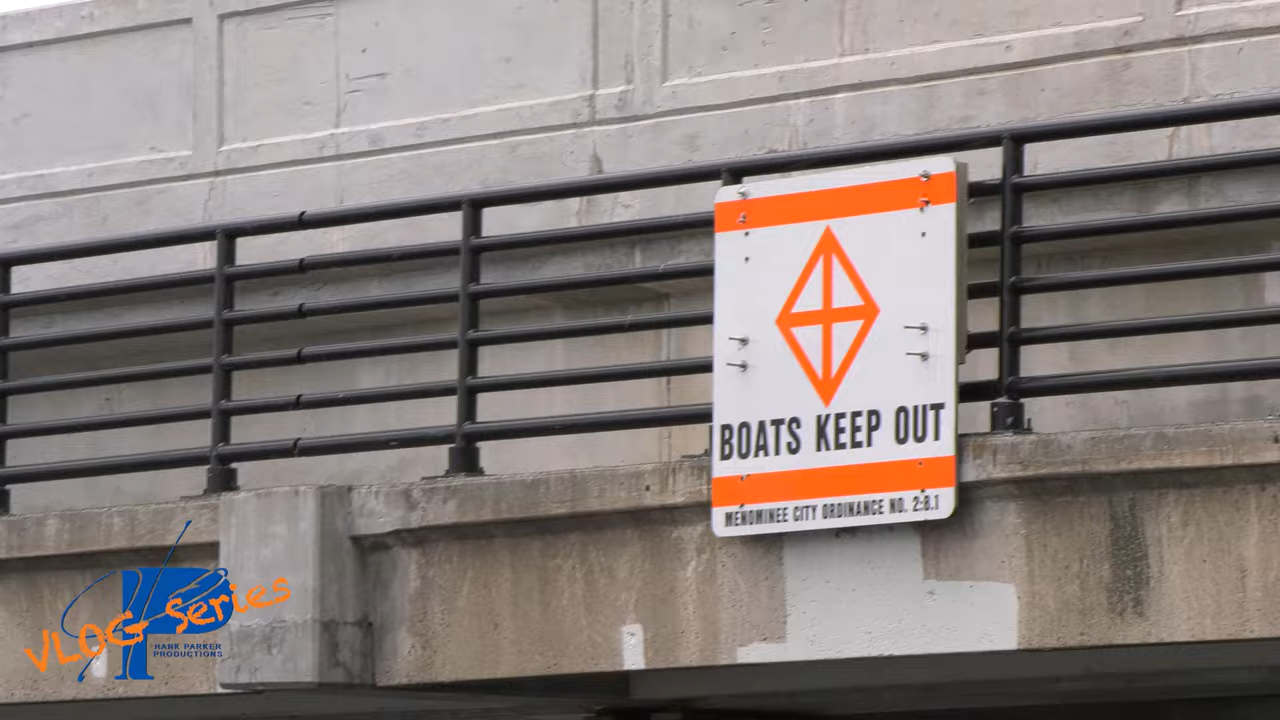 BOATS KEEP OUT
MENOMINEE CITY ORDINANCE NO. 2:8.1
VLOG Series
HANK PARKER
PRODUCTIONS